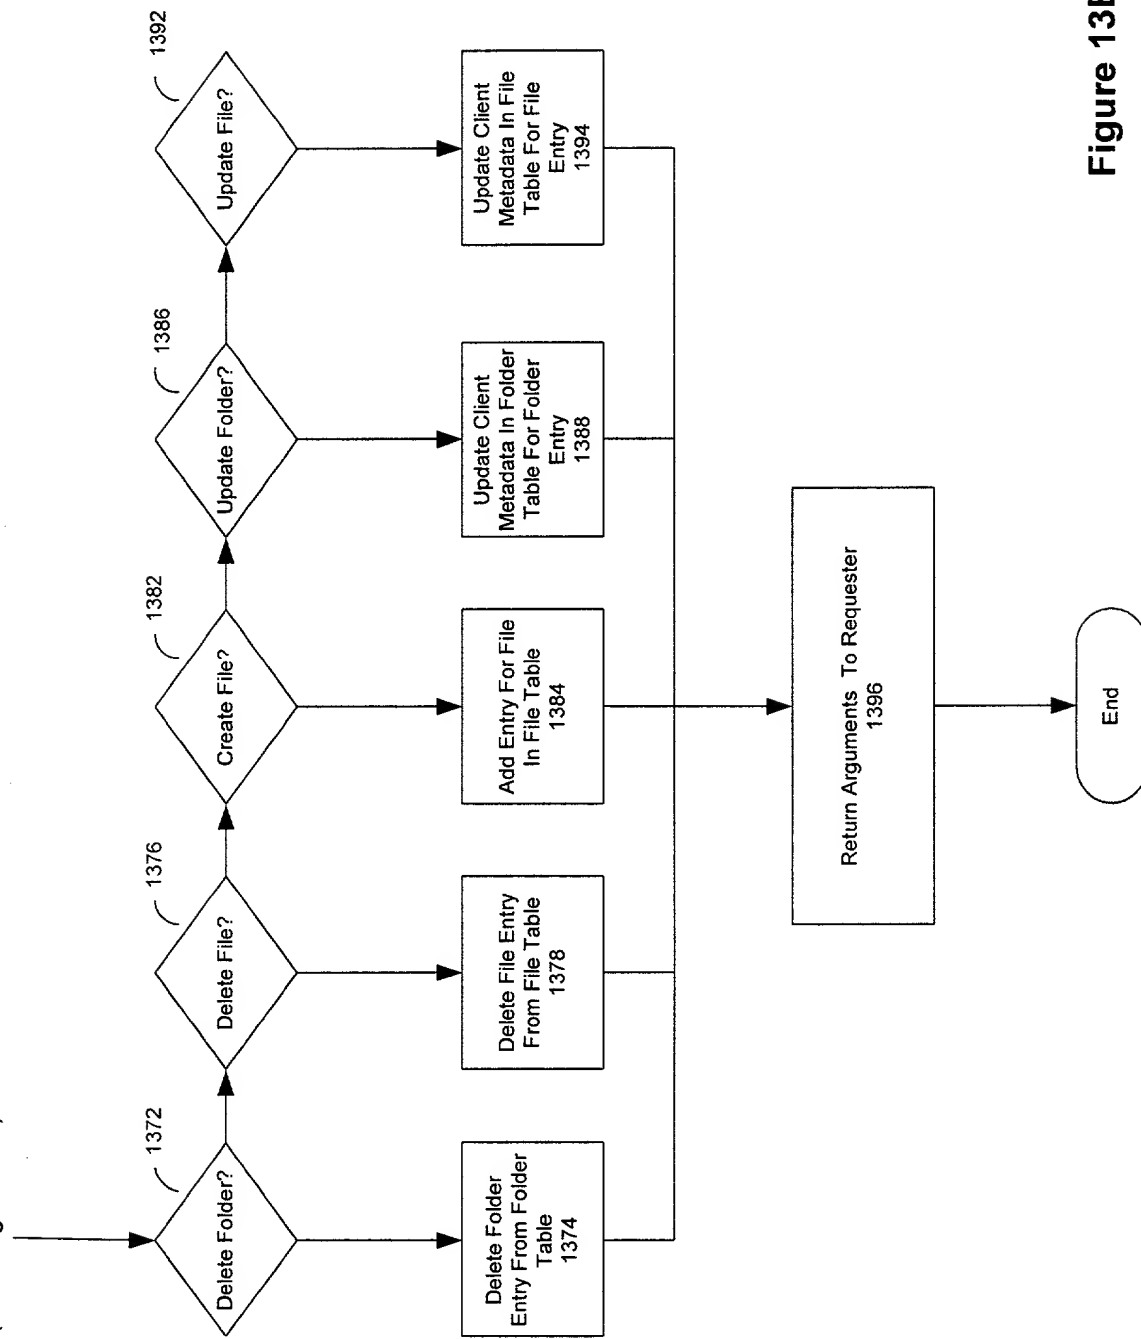 Delete Folder?
1372
Delete File?
1376
Create File?
1382
Update Folder?
1386
Update File?
1392
Delete Folder
Entry From Folder
Table
1374
Delete File Entry
From File Table
1378
Add Entry For File
In File Table
1384
Update Client
Metadata In Folder
Table For Folder
Entry
1388
Update Client
Metadata In File
Table For File
Entry
1394
Return Arguments To Requester
1396
End
Figure 13E